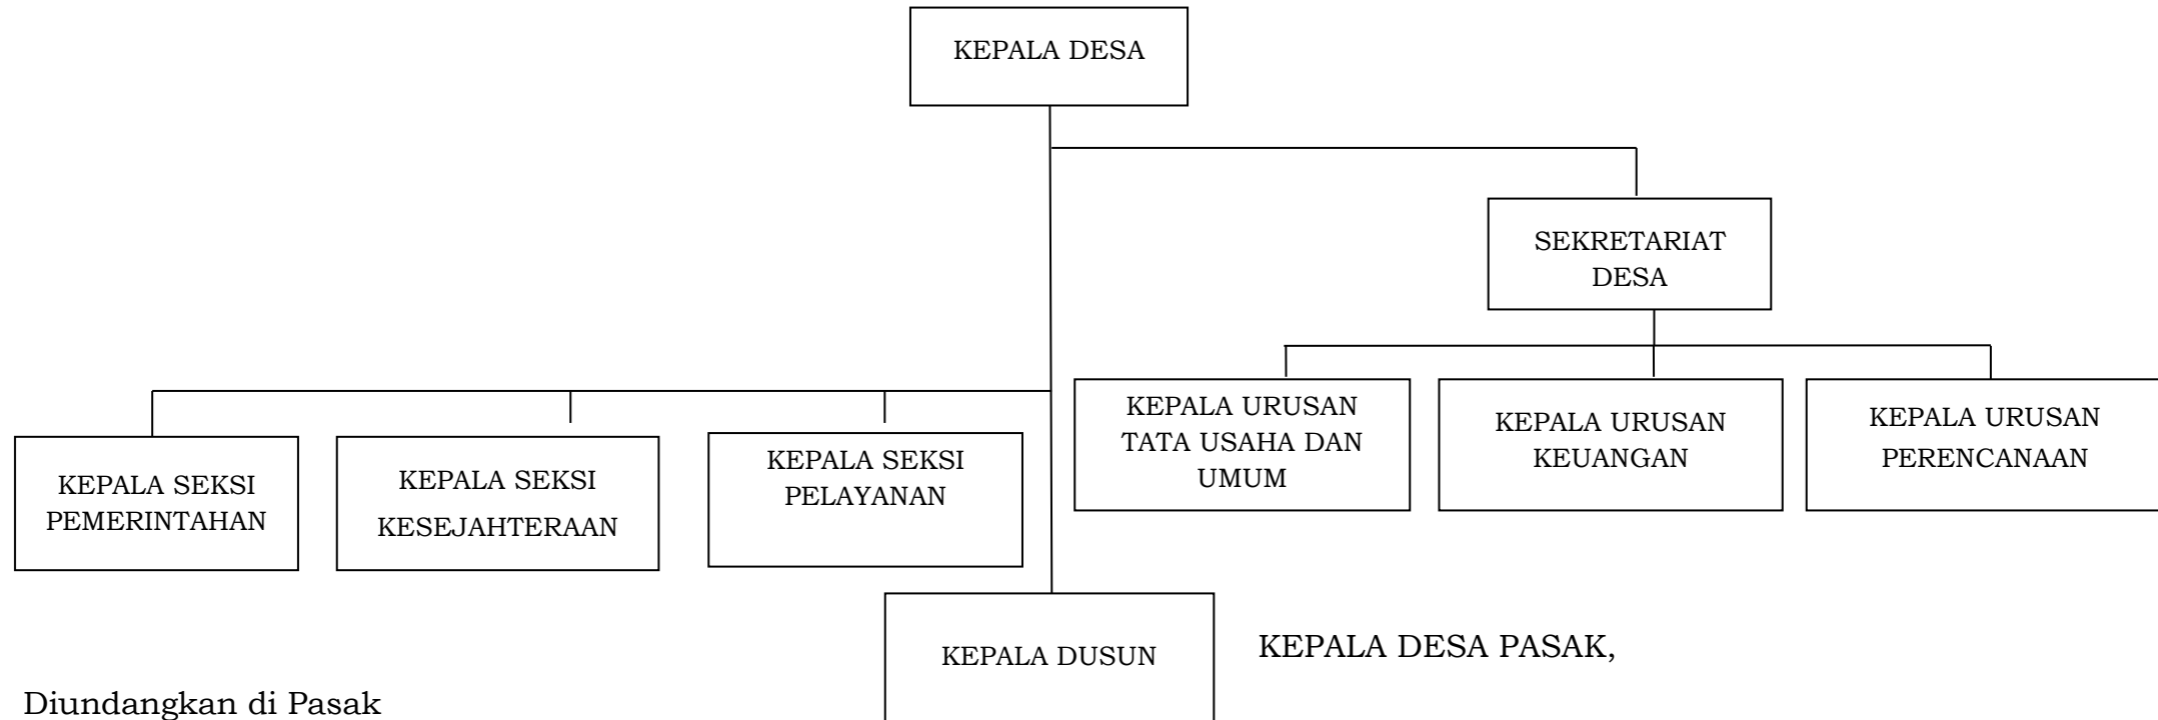 KEPALA DESA
SEKRETARIAT
DESA
KEPALA SEKSI
PEMERINTAHAN
KEPALA SEKSI
KESEJAHTERAAN
KEPALA SEKSI
PELAYANAN
KEPALA URUSAN
TATA USAHA DAN
UMUM
KEPALA URUSAN
KEUANGAN
KEPALA URUSAN
PERENCANAAN
KEPALA DUSUN
KEPALA DESA PASAK,
Diundangkan di Pasak